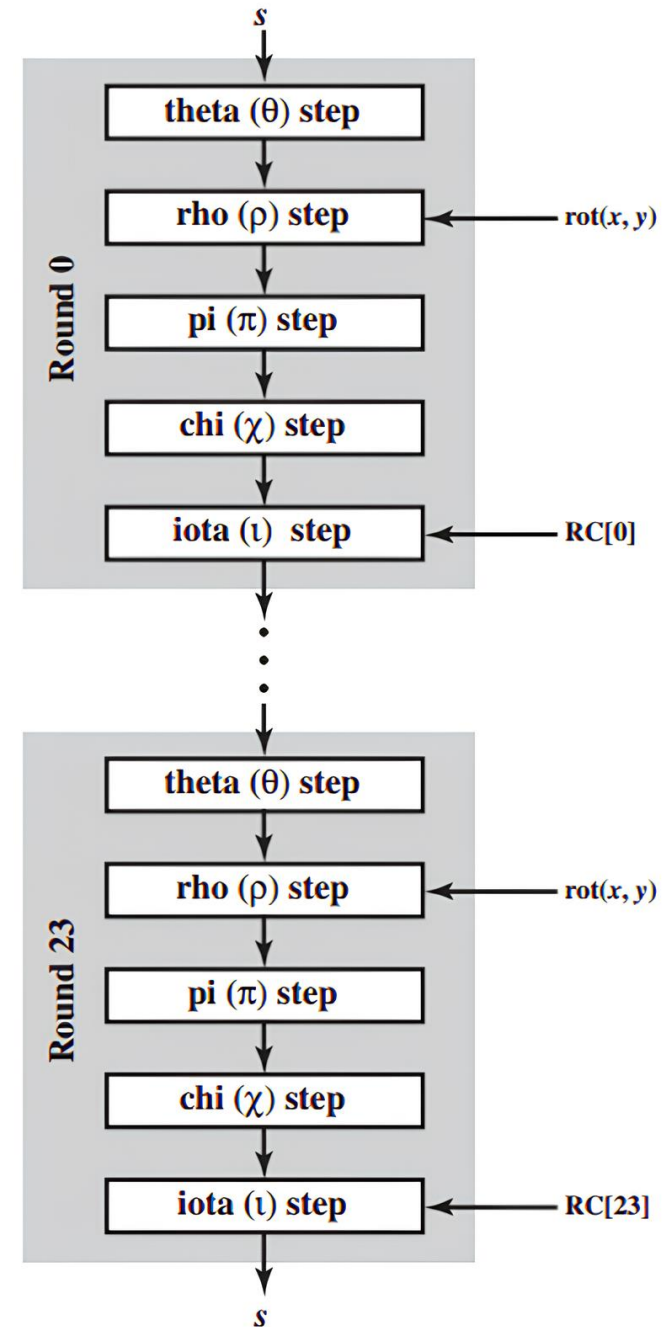 s
theta (θ) step
rho (ρ) step
rot(x, y)
pi (π) step
chi (χ) step
iota (ι) step
RC[0]
Round 0
theta (θ) step
rho (ρ) step
rot(x, y)
pi (π) step
chi (χ) step
iota (ι) step
RC[23]
Round 23
s